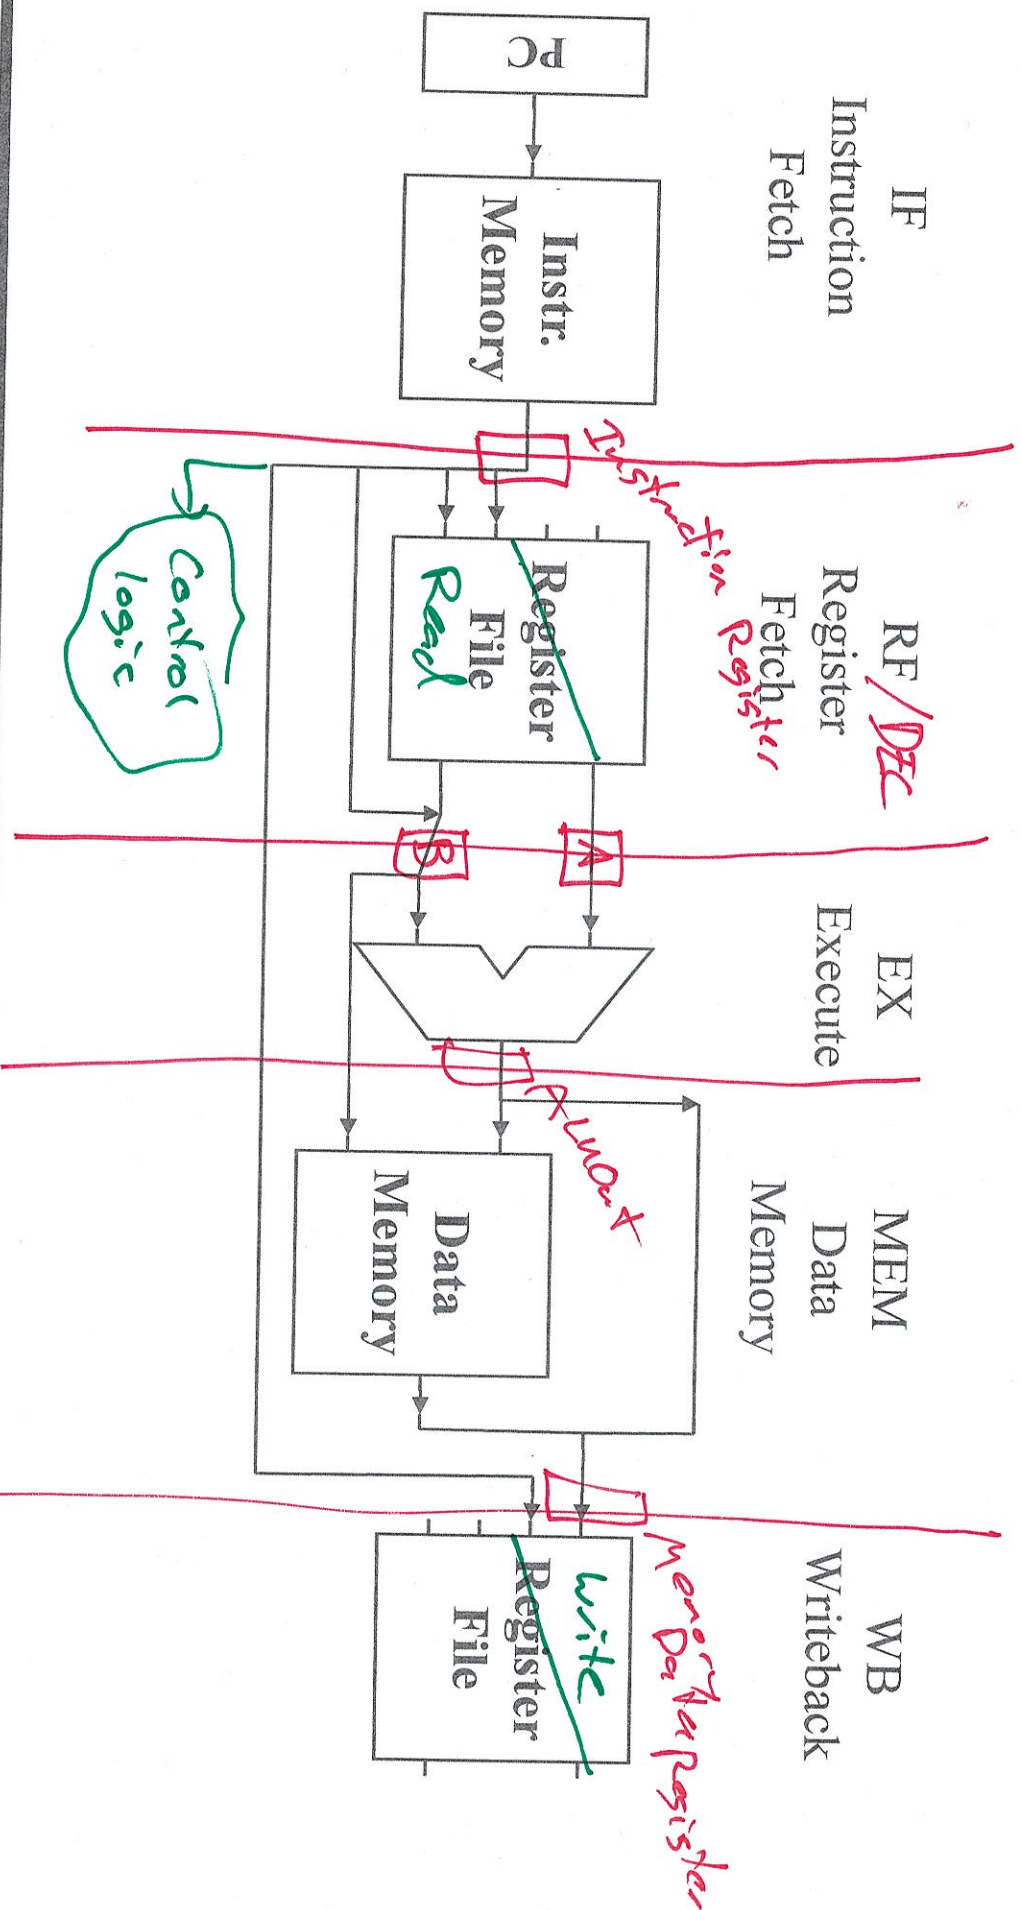 IF
Instruction
Fetch
RF/DEC
Register
Fetch
EX
Execute
MEM
Data
Memory
WB
Writeback
PC
Instr.
Memory
Instruction Register
Register
File
Read
Control
logic
A
B
ALUOut
Data
Memory
Memory
Data Register
Write
Register
File